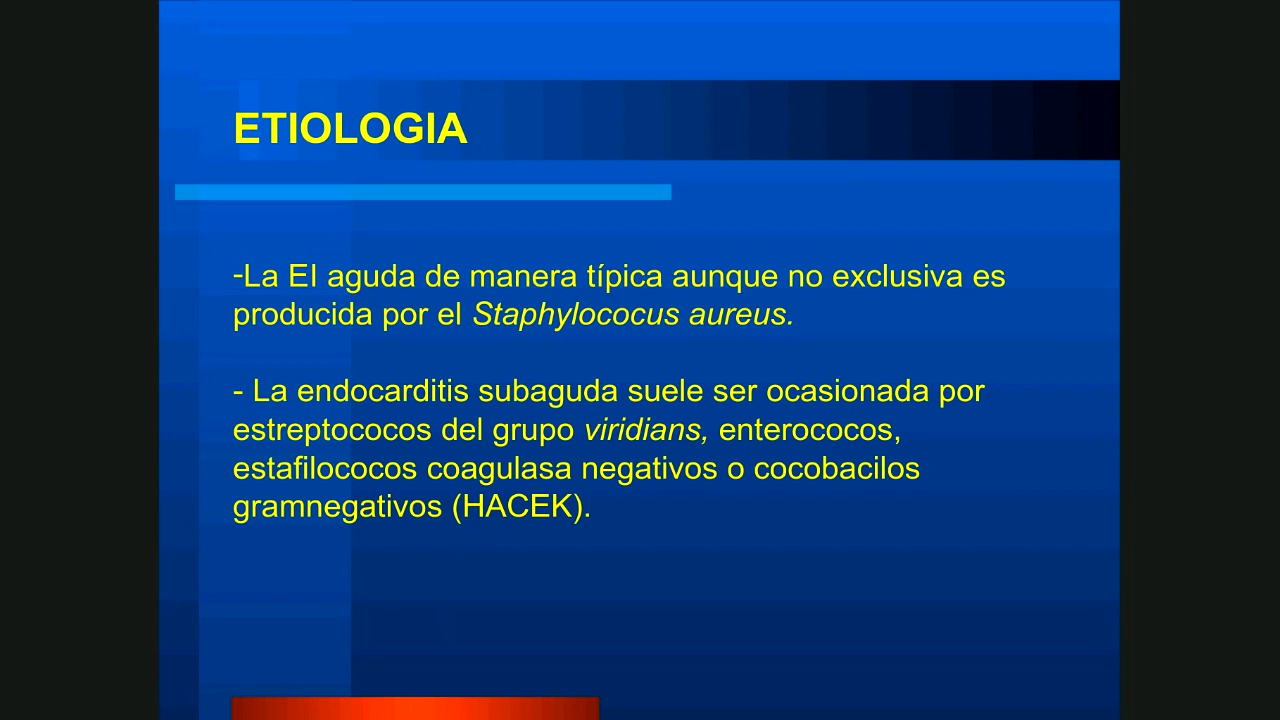 ETIOLOGIA
-La EI aguda de manera típica aunque no exclusiva es
producida por el Staphylococus aureus.
- La endocarditis subaguda suele ser ocasionada por
estreptococos del grupo viridians, enterococos,
estafilococos coagulasa negativos o cocobacilos
gramnegativos (HACEK).